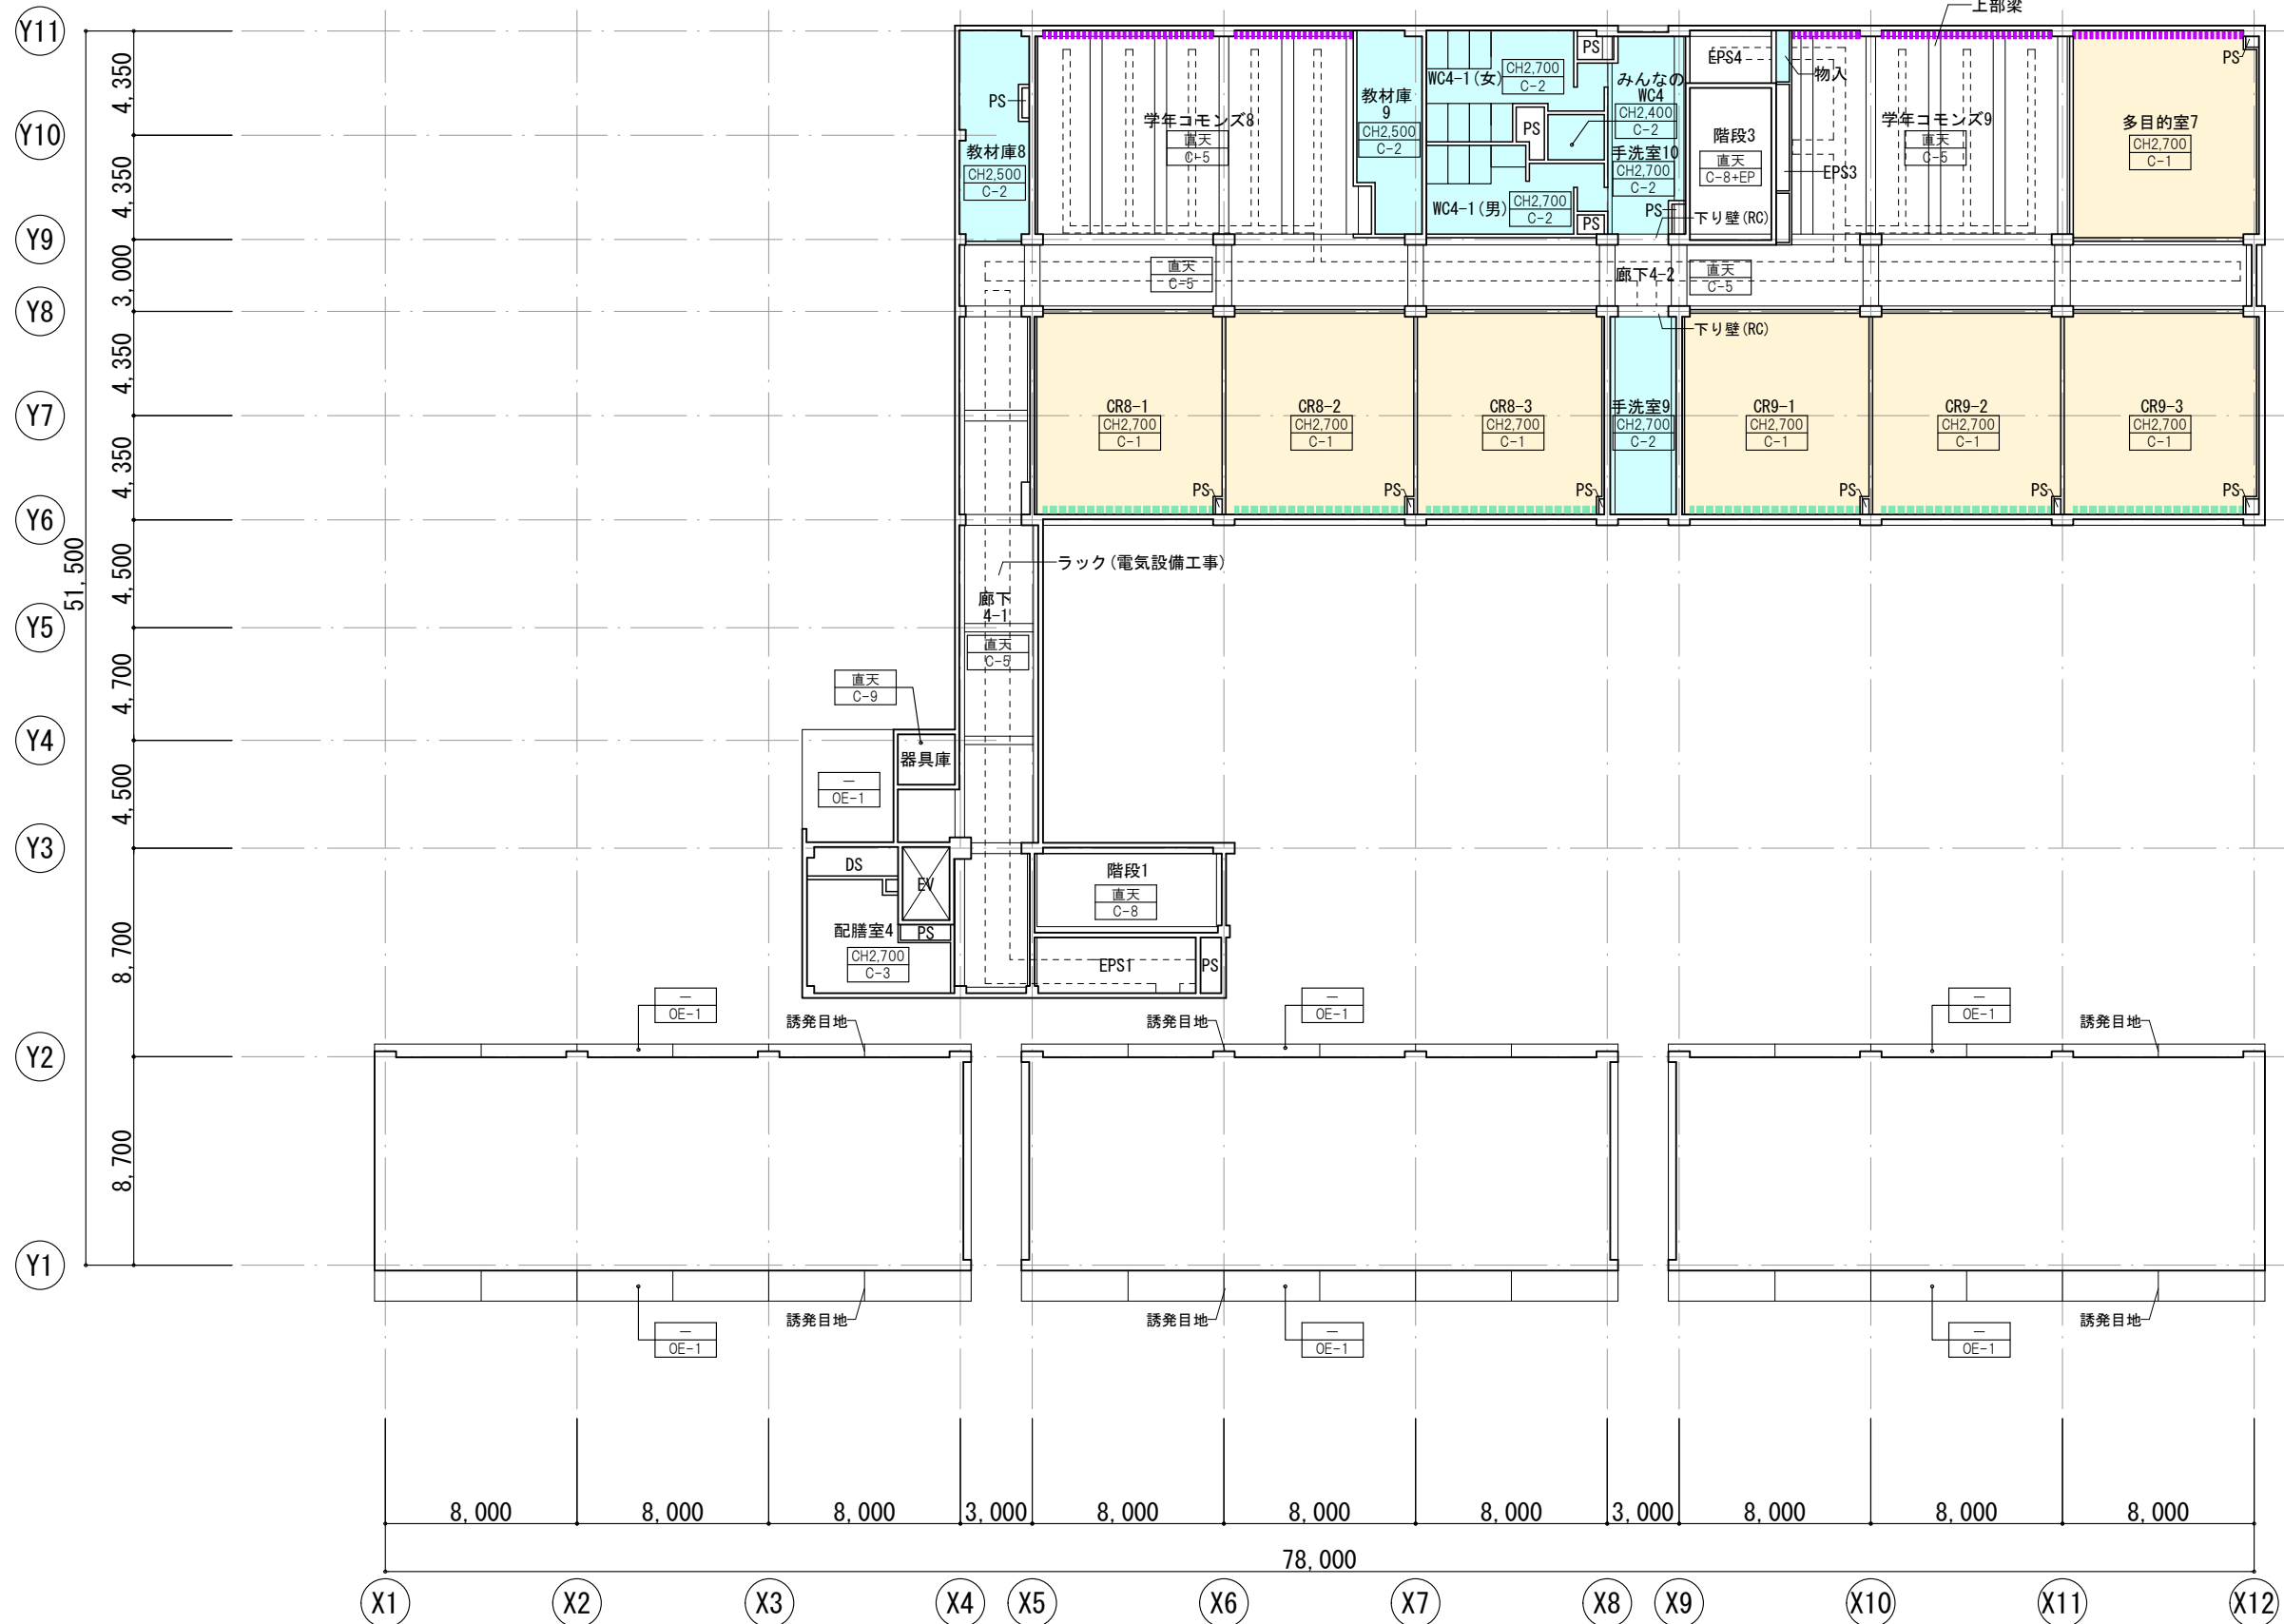 上部梁
Y11
PS
EPS4
物入
PS
WC4-1(女)
CH2,700
C-2
みんなの
WC4
CH2,400
C-2
4,350
PS
教材庫
9
CH2,500
C-2
学年コモンズ8
直天
C-5
PS
学年コモンズ9
直天
C-5
多目的室7
CH2,700
C-1
Y10
階段3
直天
C-8+EP
教材庫8
CH2,500
C-2
手洗室10
CH2,700
C-2
EPS3
4,350
WC4-1(男)
CH2,700
C-2
PS
PS
下り壁(RC)
Y9
3,000
直天
C-5
廊下4-2
直天
C-5
Y8
下り壁(RC)
4,350
CR8-1
CH2,700
C-1
CR8-2
CH2,700
C-1
CR8-3
CH2,700
C-1
手洗室9
CH2,700
C-2
CR9-1
CH2,700
C-1
CR9-2
CH2,700
C-1
CR9-3
CH2,700
C-1
Y7
4,350
PS
PS
PS
PS
PS
PS
Y6
51,500
4,500
ラック(電気設備工事)
廊下
4-1
直天
C-5
Y5
4,700
直天
C-9
Y4
器具庫
4,500
—
OE-1
Y3
DS
EV
階段1
直天
C-8
配膳室4
PS
CH2,700
C-3
EPS1
PS
8,700
—
OE-1
—
OE-1
—
OE-1
誘発目地
誘発目地
誘発目地
Y2
8,700
Y1
誘発目地
誘発目地
誘発目地
—
OE-1
—
OE-1
—
OE-1
8,000 8,000 8,000 3,000 8,000 8,000 8,000 3,000 8,000 8,000 8,000
78,000
X1 X2 X3 X4 X5 X6 X7 X8 X9 X10 X11 X12